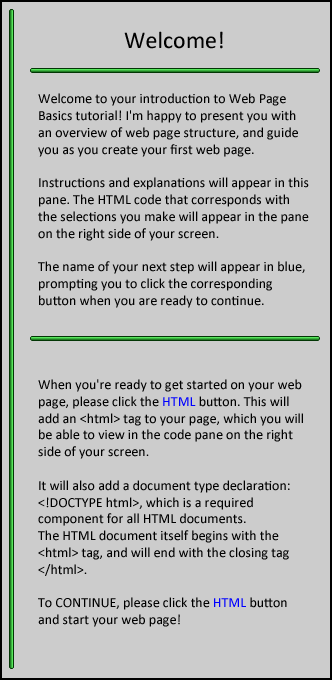 Welcome!
Welcome to your introduction to Web Page
Basics tutorial! I'm happy to present you with
an overview of web page structure, and guide
you as you create your first web page.
Instructions and explanations will appear in this
pane. The HTML code that corresponds with
the selections you make will appear in the pane
on the right side of your screen.
The name of your next step will appear in blue,
prompting you to click the corresponding
button when you are ready to continue.
When you're ready to get started on your web
page, please click the HTML button. This will
add an <html> tag to your page, which you will
be able to view in the code pane on the right
side of your screen.
It will also add a document type declaration:
<!DOCTYPE html>, which is a required
component for all HTML documents.
The HTML document itself begins with the
<html> tag, and will end with the closing tag
</html>.
To CONTINUE, please click the HTML button
and start your web page!